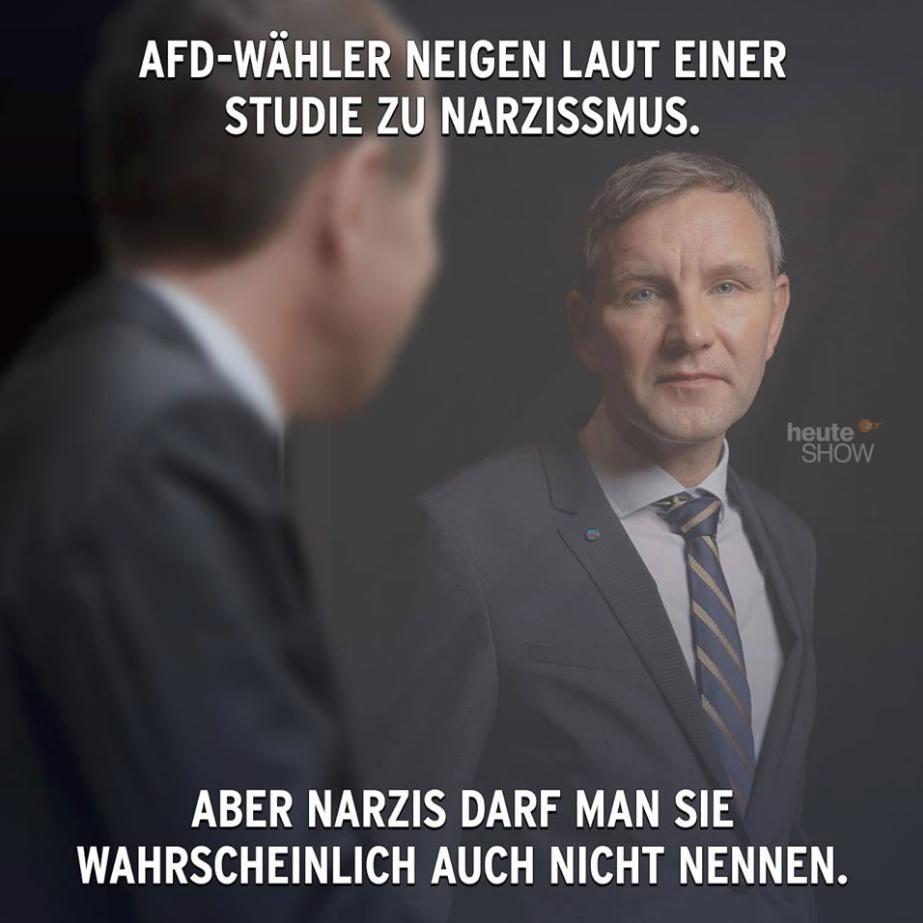 AFD-WÄHLER NEIGEN LAUT EINER
STUDIE ZU NARZISSMUS.
heute ZDF
SHOW
ABER NARZIS DARF MAN SIE
WAHRSCHEINLICH AUCH NICHT NENNEN.